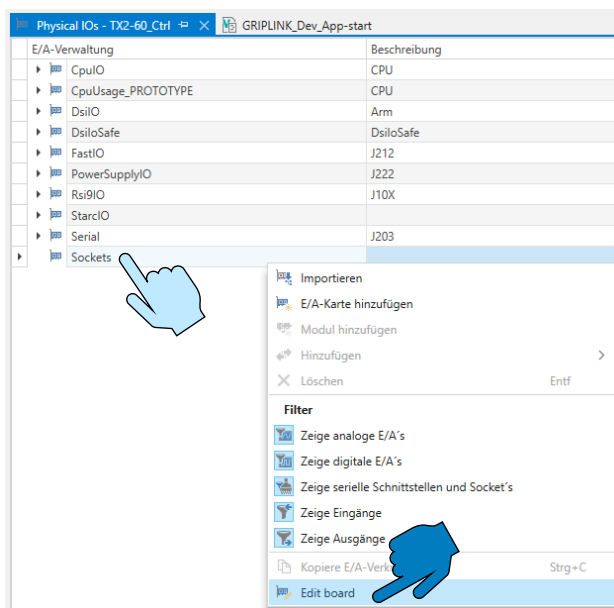 Physical IOs - TX2-60_Ctrl
GRIPLINK_Dev_App-start
E/A-Verwaltung Beschreibung
CpuIO CPU
CpuUsage_PROTOTYPE CPU
DsiIO Arm
DsiIoSafe DsiIoSafe
FastIO J212
PowerSupplyIO J222
Rsi9IO J10X
StarcIO
Serial J203
Sockets
Importieren
E/A-Karte hinzufügen
Modul hinzufügen
Hinzufügen
Löschen Entf
Filter
Zeige analoge E/A´s
Zeige digitale E/A´s
Zeige serielle Schnittstellen und Socket´s
Zeige Eingänge
Zeige Ausgänge
Kopiere Strg+C
Edit board